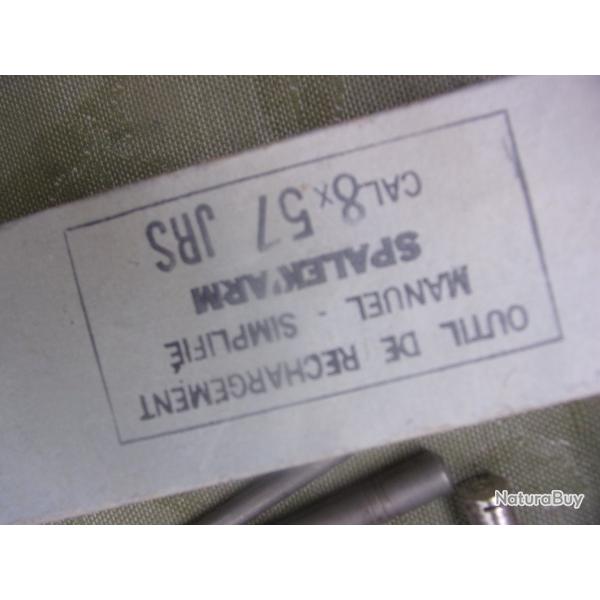 OUTIL DE RECHARGEMENT
MANUEL - SIMPLIFIÉ
SPALEK'ARM
CAL 8x57 JRS
NaturaBuy